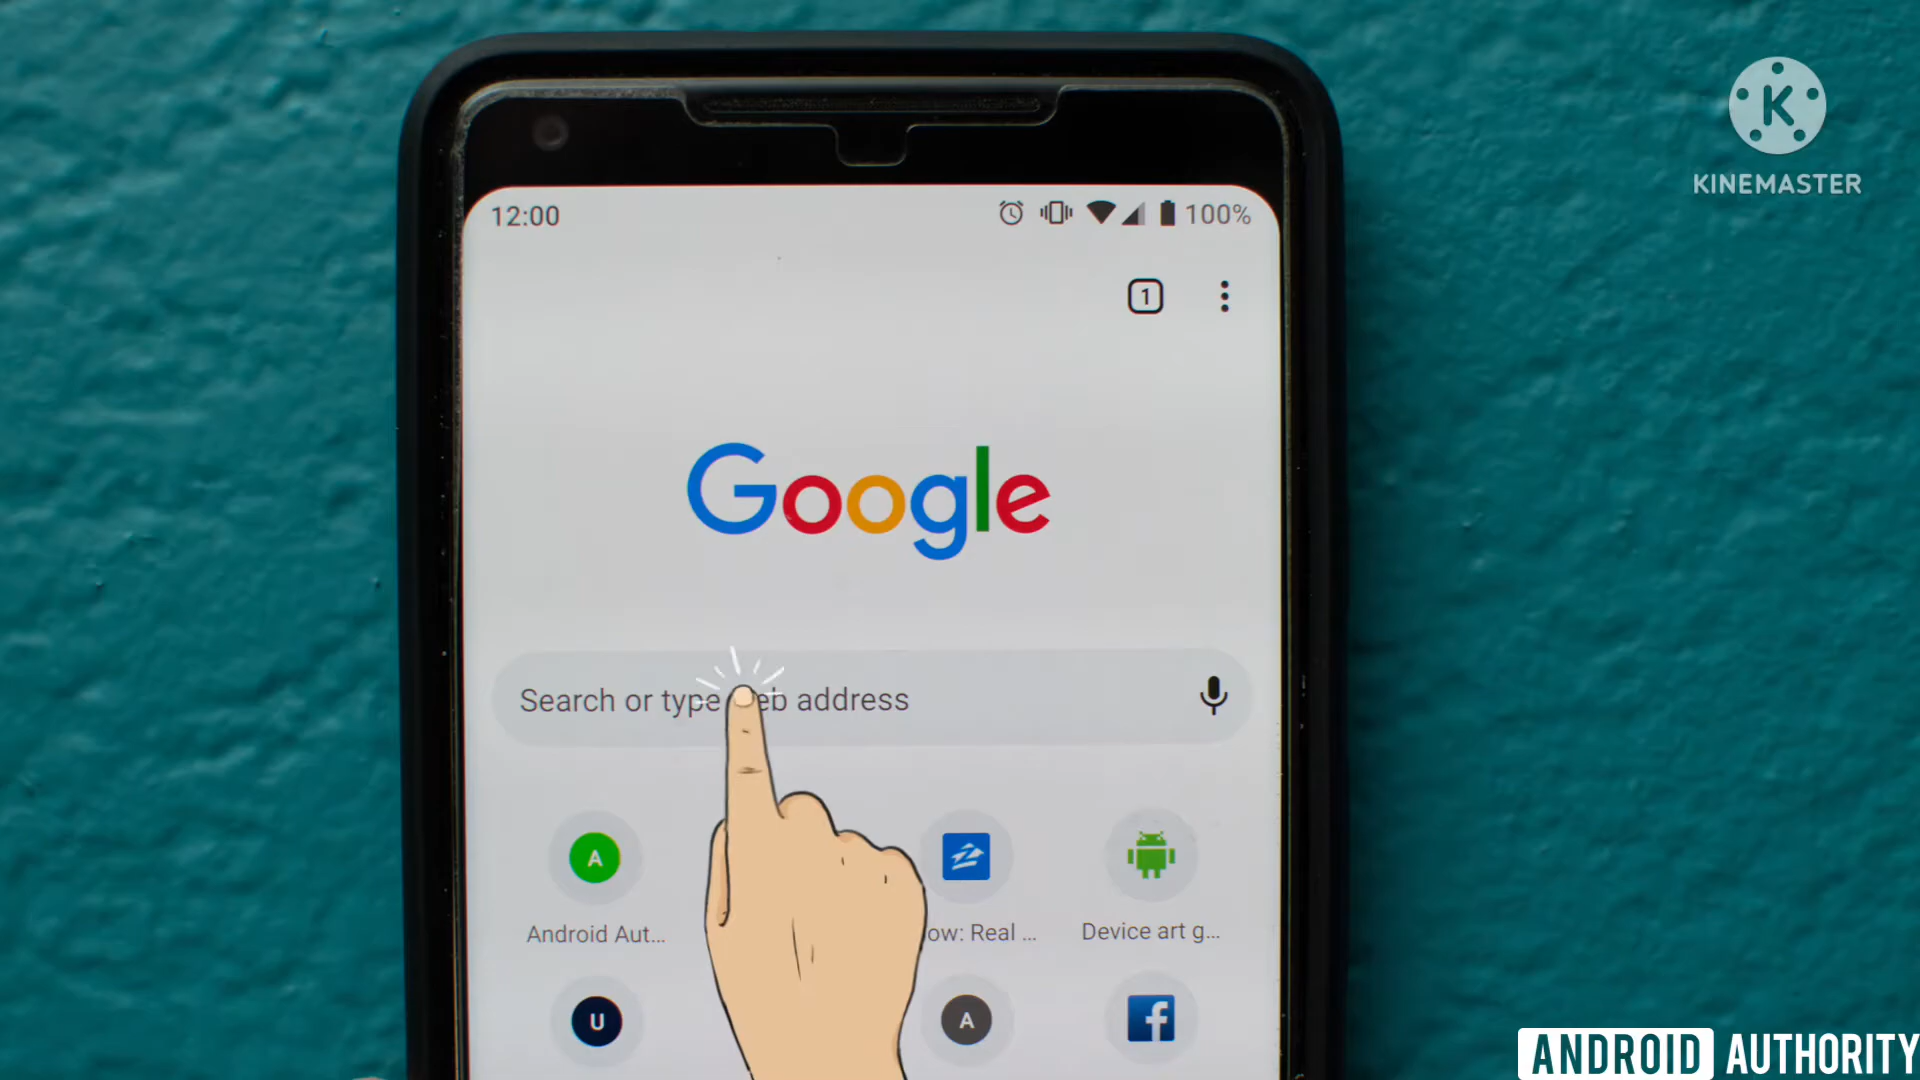 K
KINEMASTER
12:00
100%
1
Google
Search or type eb address
A
Android Aut...
ow: Real ...
Device art g...
U
A
f
ANDROID AUTHORITY